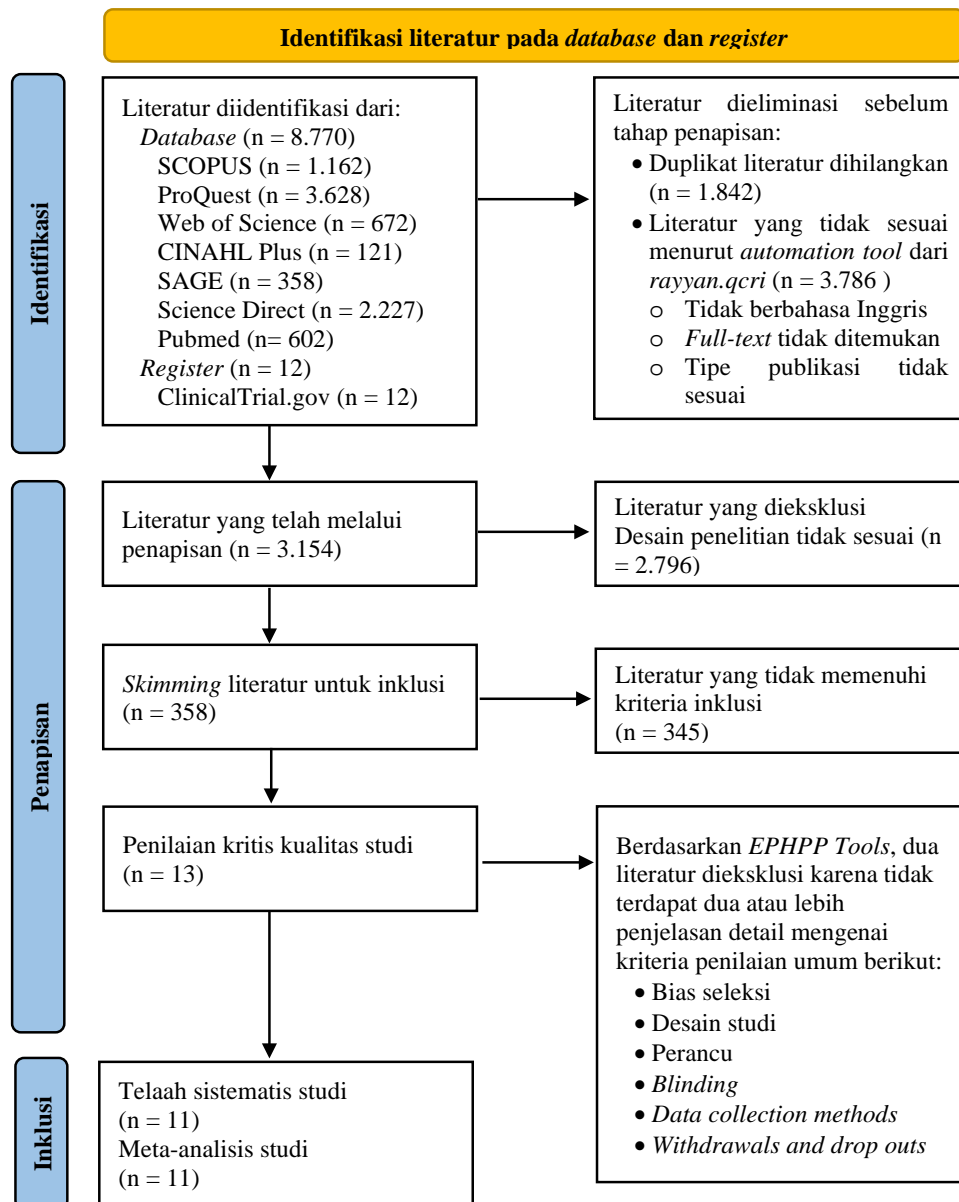 Identifikasi literatur pada database dan register
Identifikasi
Literatur diidentifikasi dari:
Database (n = 8.770)
SCOPUS (n = 1.162)
ProQuest (n = 3.628)
Web of Science (n = 672)
CINAHL Plus (n = 121)
SAGE (n = 358)
Science Direct (n = 2.227)
Pubmed (n= 602)
Register (n = 12)
ClinicalTrial.gov (n = 12)
Literatur dieliminasi sebelum
tahap penapisan:
• Duplikat literatur dihilangkan
(n = 1.842)
• Literatur yang tidak sesuai
menurut automation tool dari
rayyan.qcri (n = 3.786 )
o Tidak berbahasa Inggris
o Full-text tidak ditemukan
o Tipe publikasi tidak
sesuai
Penapisan
Literatur yang telah melalui
penapisan (n = 3.154)
Literatur yang dieksklusi
Desain penelitian tidak sesuai (n
= 2.796)
Skimming literatur untuk inklusi
(n = 358)
Literatur yang tidak memenuhi
kriteria inklusi
(n = 345)
Penilaian kritis kualitas studi
(n = 13)
Berdasarkan EPHPP Tools, dua
literatur dieksklusi karena tidak
terdapat dua atau lebih
penjelasan detail mengenai
kriteria penilaian umum berikut:
• Bias seleksi
• Desain studi
• Perancu
• Blinding
• Data collection methods
• Withdrawals and drop outs
Inklusi
Telaah sistematis studi
(n = 11)
Meta-analisis studi
(n = 11)